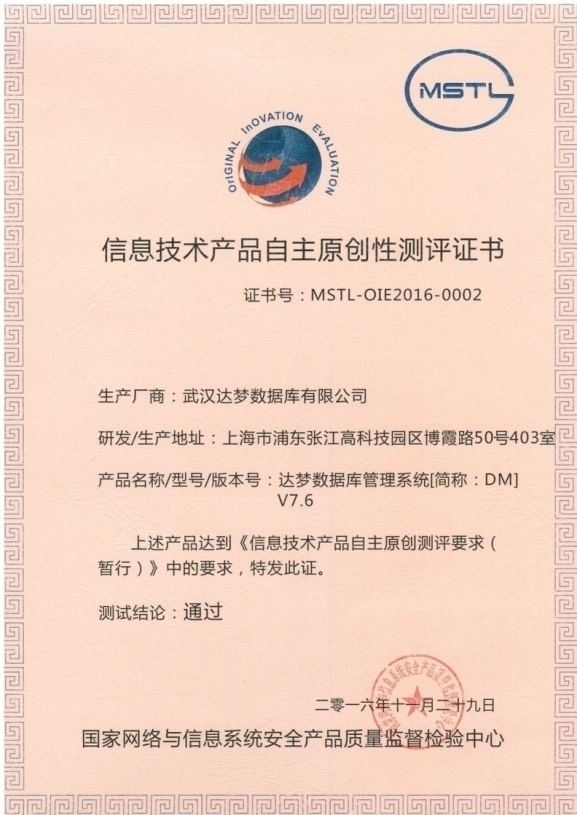 MSTL
OrIGINAL InOVATION EvALUATION
信息技术产品自主原创性测评证书
证书号：MSTL-OIE2016-0002
生产厂商：武汉达梦数据库有限公司
研发/生产地址：上海市浦东张江高科技园区博霞路50号403室
产品名称/型号/版本号：达梦数据库管理系统[简称：DM]
V7.6
上述产品达到《信息技术产品自主原创测评要求（
暂行）》中的要求，特发此证。
测试结论：通过
二零一六年十一月二十九日
国家网络与信息系统安全产品质量监督检验中心